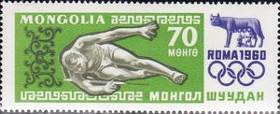 MONGOLIA
70
МӨНГӨ
ROMA 1960
МОНГОЛ ШУУДАН